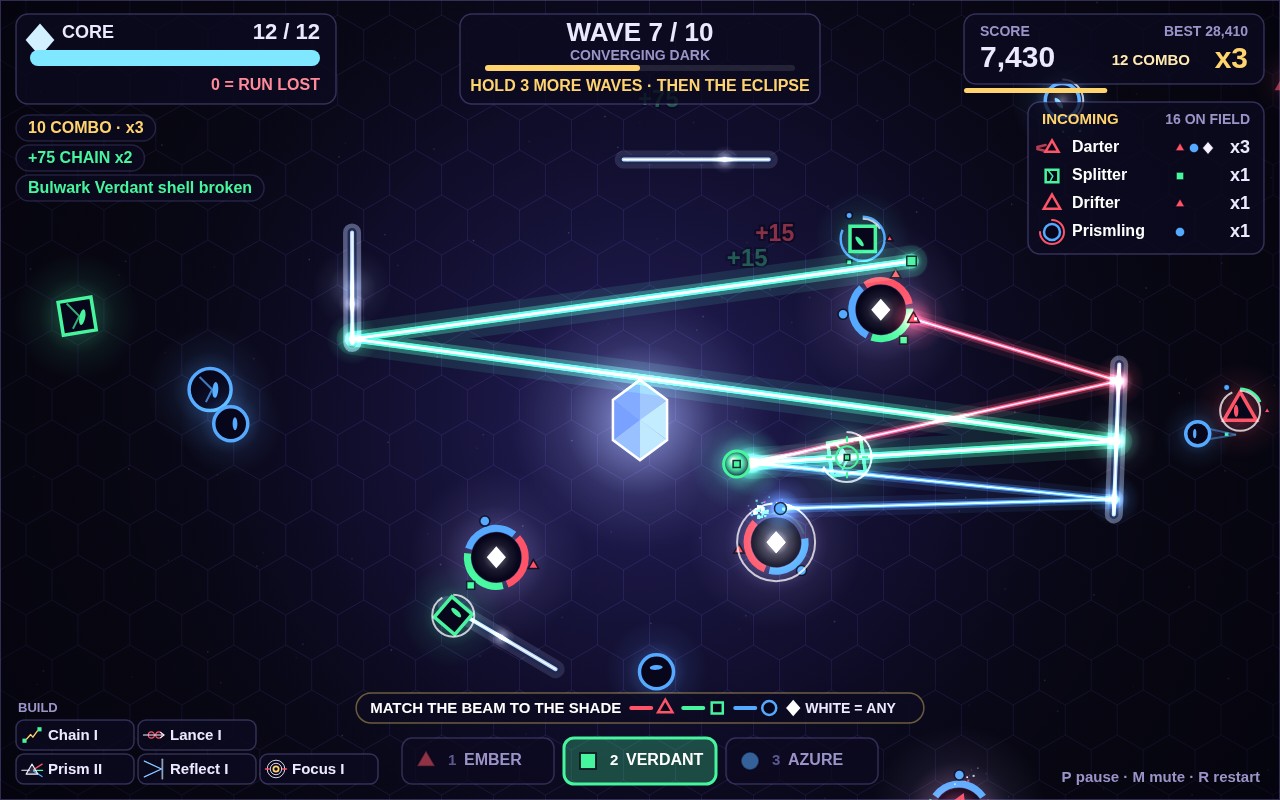 CORE 12 / 12
0 = RUN LOST
WAVE 7 / 10
CONVERGING DARK
HOLD 3 MORE WAVES · THEN THE ECLIPSE
+75
SCORE BEST 28,410
7,430 12 COMBO x3
INCOMING 16 ON FIELD
Darter x3
Splitter x1
Drifter x1
Prismling x1
10 COMBO · x3
+75 CHAIN x2
Bulwark Verdant shell broken
+15
+15
MATCH THE BEAM TO THE SHADE WHITE = ANY
BUILD
Chain I Lance I
Prism II Reflect I Focus I
1 EMBER 2 VERDANT 3 AZURE
P pause · M mute · R restart